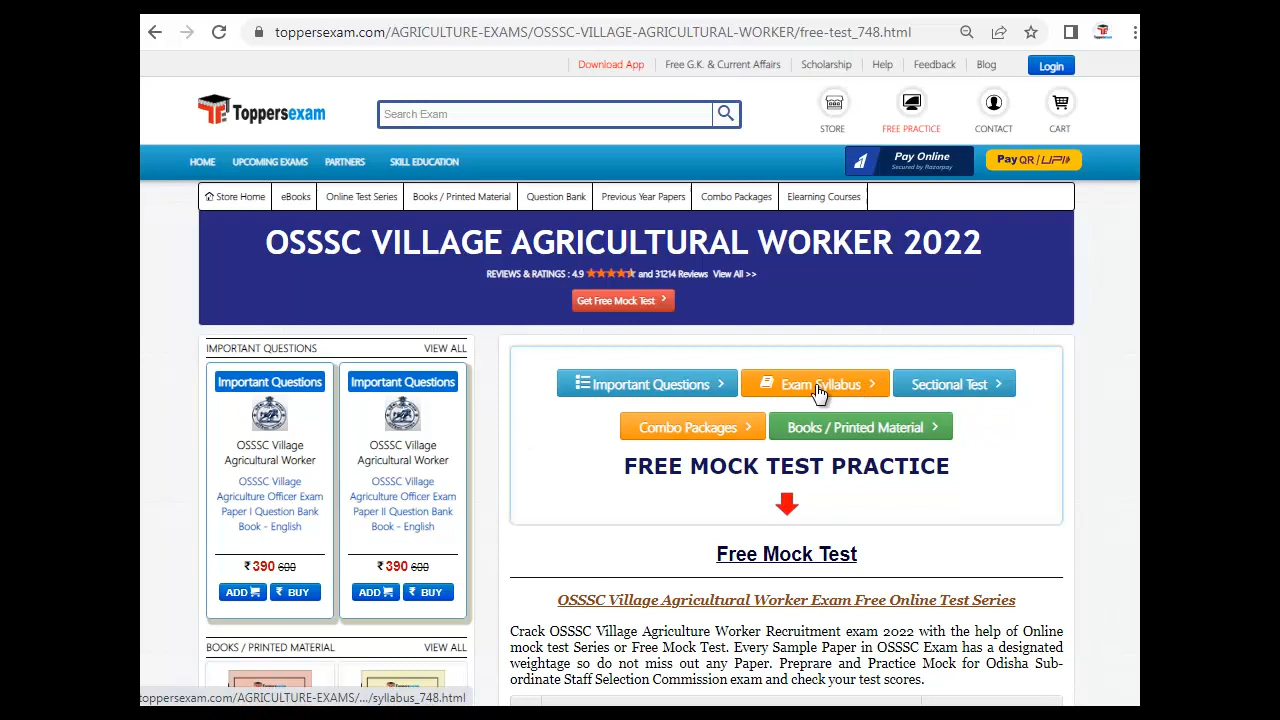 toppersexam.com/AGRICULTURE-EXAMS/OSSSC-VILLAGE-AGRICULTURAL-WORKER/free-test_748.html
Download App Free G.K. & Current Affairs Scholarship Help Feedback Blog Login
Toppersexam
Search Exam
STORE FREE PRACTICE CONTACT CART
HOME UPCOMING EXAMS PARTNERS SKILL EDUCATION
Pay Online
Secured by Razorpay
Pay QR / UPI
Store Home eBooks Online Test Series Books / Printed Material Question Bank Previous Year Papers Combo Packages Elearning Courses
OSSSC VILLAGE AGRICULTURAL WORKER 2022
REVIEWS & RATINGS : 4.9 and 31214 Reviews View All >>
Get Free Mock Test
IMPORTANT QUESTIONS VIEW ALL
Important Questions
OSSSC Village
Agricultural Worker
OSSSC Village
Agriculture Officer Exam
Paper I Question Bank
Book - English
₹ 390 600
ADD ₹ BUY
Important Questions
OSSSC Village
Agricultural Worker
OSSSC Village
Agriculture Officer Exam
Paper II Question Bank
Book - English
₹ 390 600
ADD ₹ BUY
BOOKS / PRINTED MATERIAL VIEW ALL
Important Questions Exam Syllabus Sectional Test
Combo Packages Books / Printed Material
FREE MOCK TEST PRACTICE
Free Mock Test
OSSSC Village Agricultural Worker Exam Free Online Test Series
Crack OSSSC Village Agriculture Worker Recruitment exam 2022 with the help of Online
mock test Series or Free Mock Test. Every Sample Paper in OSSSC Exam has a designated
weightage so do not miss out any Paper. Preprare and Practice Mock for Odisha Sub-
ordinate Staff Selection Commission exam and check your test scores.
toppersexam.com/AGRICULTURE-EXAMS/.../syllabus_748.html